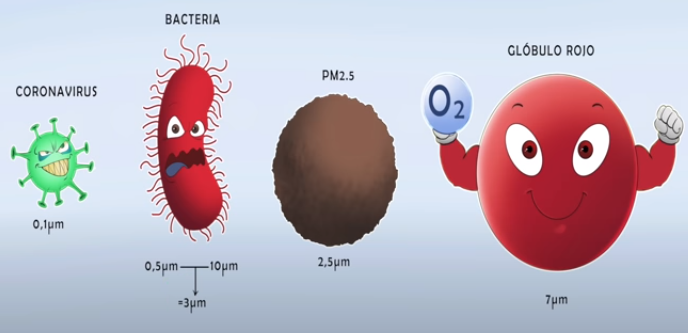 CORONAVIRUS
0,1µm
BACTERIA
0,5µm 10µm
=3µm
PM2.5
2,5µm
GLÓBULO ROJO
O2
7µm